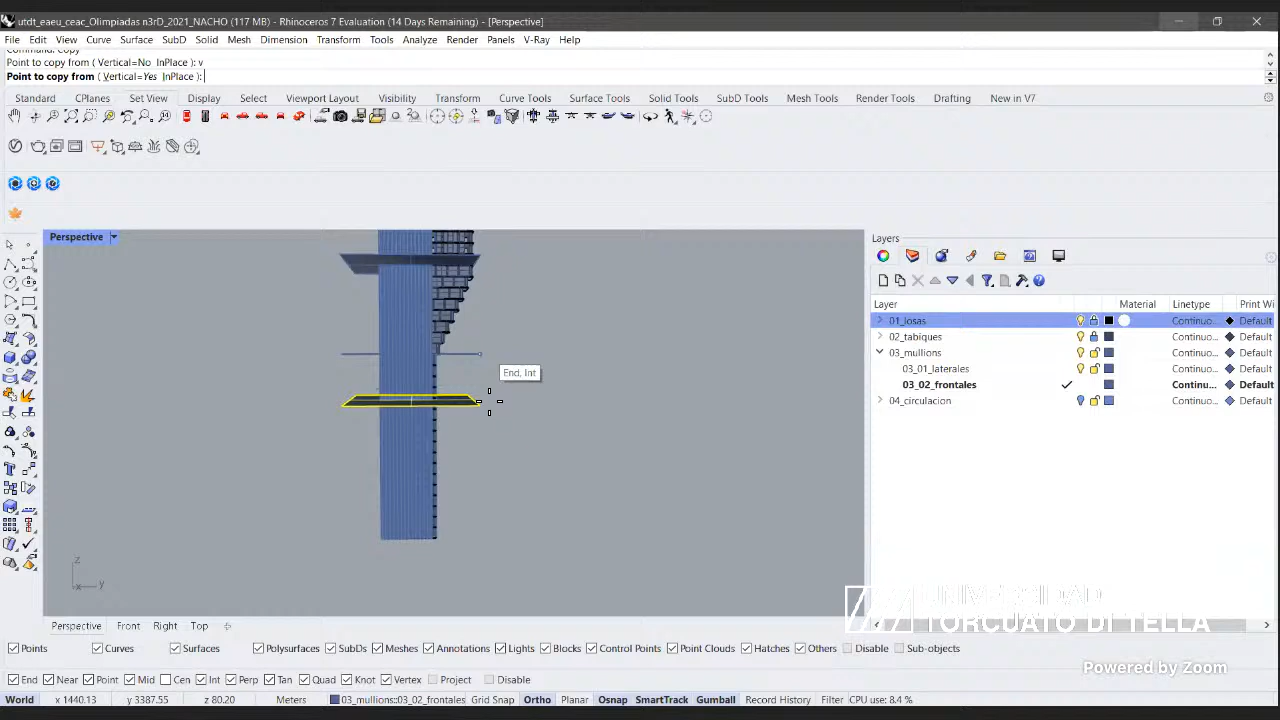 utdt_eaeu_ceac_Olimpiadas n3rD_2021_NACHO (117 MB) - Rhinoceros 7 Evaluation (14 Days Remaining) - [Perspective]
File Edit View Curve Surface SubD Solid Mesh Dimension Transform Tools Analyze Render Panels V-Ray Help
Command: Copy
Point to copy from ( Vertical=No InPlace ): v
Point to copy from ( Vertical=Yes InPlace ):
Standard CPlanes Set View Display Select Viewport Layout Visibility Transform Curve Tools Surface Tools Solid Tools SubD Tools Mesh Tools Render Tools Drafting New in V7
Perspective
Layers
Layer Material Linetype Print Wi
01_losas Continuo... Default
02_tabiques Continuo... Default
03_mullions Continuo... Default
03_01_laterales Continuo... Default
03_02_frontales Continu... Default
04_circulacion Continuo... Default
End, Int
z
x y
UNIVERSIDAD
TORCUATO DI TELLA
Powered by Zoom
Perspective Front Right Top
Points Curves Surfaces Polysurfaces SubDs Meshes Annotations Lights Blocks Control Points Point Clouds Hatches Others Disable Sub-objects
End Near Point Mid Cen Int Perp Tan Quad Knot Vertex Project Disable
World x 1440.13 y 3387.55 z 80.20 Meters 03_mullions:03_02_frontales Grid Snap Ortho Planar Osnap SmartTrack Gumball Record History Filter CPU use: 8.4 %